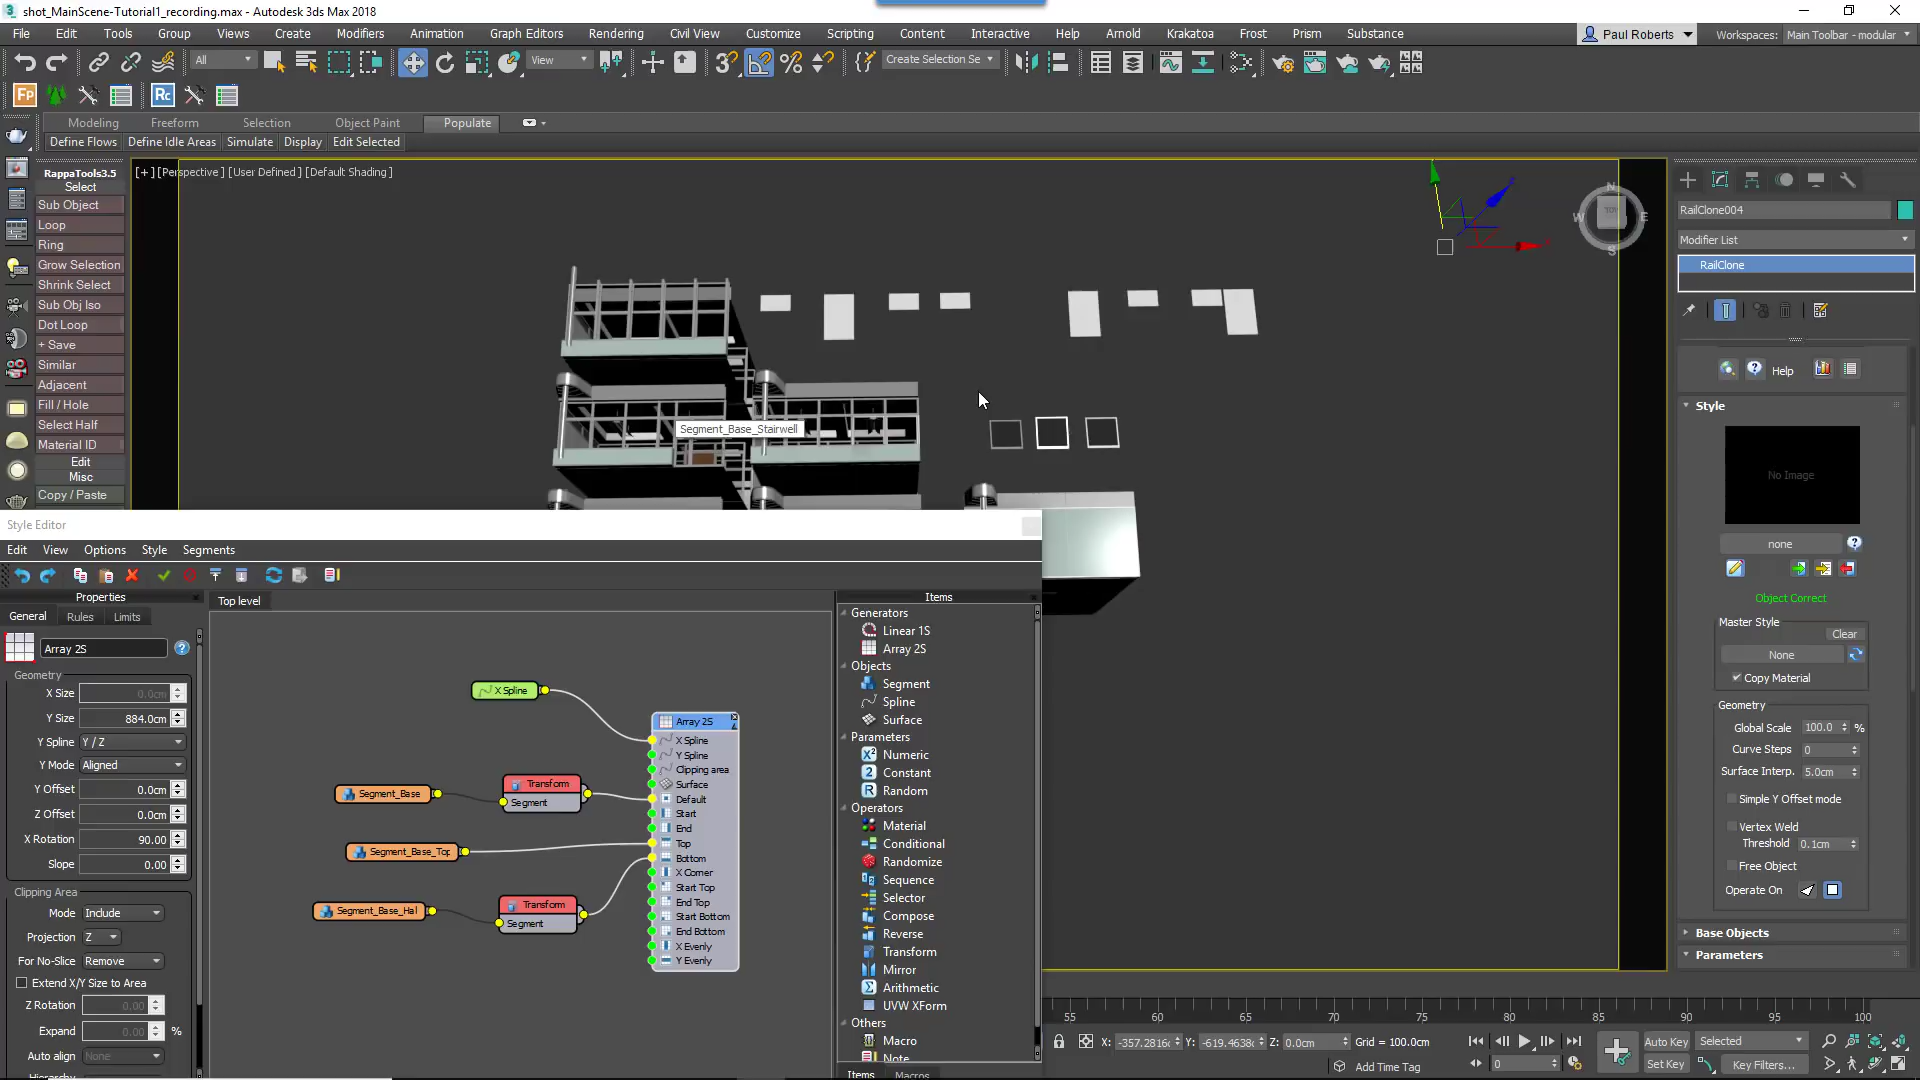 shot_MainScene-Tutorial1_recording.max - Autodesk 3ds Max 2018
File Edit Tools Group Views Create Modifiers Animation Graph Editors Rendering Civil View Customize Scripting Content Interactive Help Arnold Krakatoa Frost Prism Substance Paul Roberts Workspaces: Main Toolbar - modular
All View Create Selection Se
Fp Rc
Modeling Freeform Selection Object Paint Populate
Define Flows Define Idle Areas Simulate Display Edit Selected
RappaTools3.5
Select
Sub Object
Loop
Ring
Grow Selection
Shrink Select
Sub Obj Iso
Dot Loop
+ Save
Similar
Adjacent
Fill / Hole
Select Half
Material ID
Edit
Misc
Copy / Paste
[+] [Perspective ] [User Defined ] [Default Shading ]
N
W E
S
Segment_Base_Stairwell
RailClone004
Modifier List
RailClone
Help
Style
No Image
none
Object Correct
Master Style
Clear
None
Copy Material
Geometry
Global Scale 100.0 %
Curve Steps 0
Surface Interp. 5.0cm
Simple Y Offset mode
Vertex Weld
Threshold 0.1cm
Free Object
Operate On
Base Objects
Parameters
Style Editor
Edit View Options Style Segments
Properties
General Rules Limits
Array 2S
Geometry
X Size 0.0cm
Y Size 884.0cm
Y Spline Y / Z
Y Mode Aligned
Y Offset 0.0cm
Z Offset 0.0cm
X Rotation 90.00
Slope 0.00
Clipping Area
Mode Include
Projection Z
For No-Slice Remove
Extend X/Y Size to Area
Z Rotation 0.00
Expand 0.00 %
Auto align None
Top level
X Spline
Segment_Base
Transform
Segment
Segment_Base_Top
Segment_Base_Hal
Transform
Segment
Array 2S
X Spline
Y Spline
Clipping area
Surface
Default
Start
End
Top
Bottom
X Corner
Start Top
End Top
Start Bottom
End Bottom
X Evenly
Y Evenly
Items
Generators
Linear 1S
Array 2S
Objects
Segment
Spline
Surface
Parameters
Numeric
Constant
Random
Operators
Material
Conditional
Randomize
Sequence
Selector
Compose
Reverse
Transform
Mirror
Arithmetic
UVW XForm
Others
Macro
Note
Items Macros
55 60 65 70 75 80 85 90 95 100
X: -357.2816c Y: -619.4638c Z: 0.0cm Grid = 100.0cm Auto Key Selected
Add Time Tag 0 Set Key Key Filters...